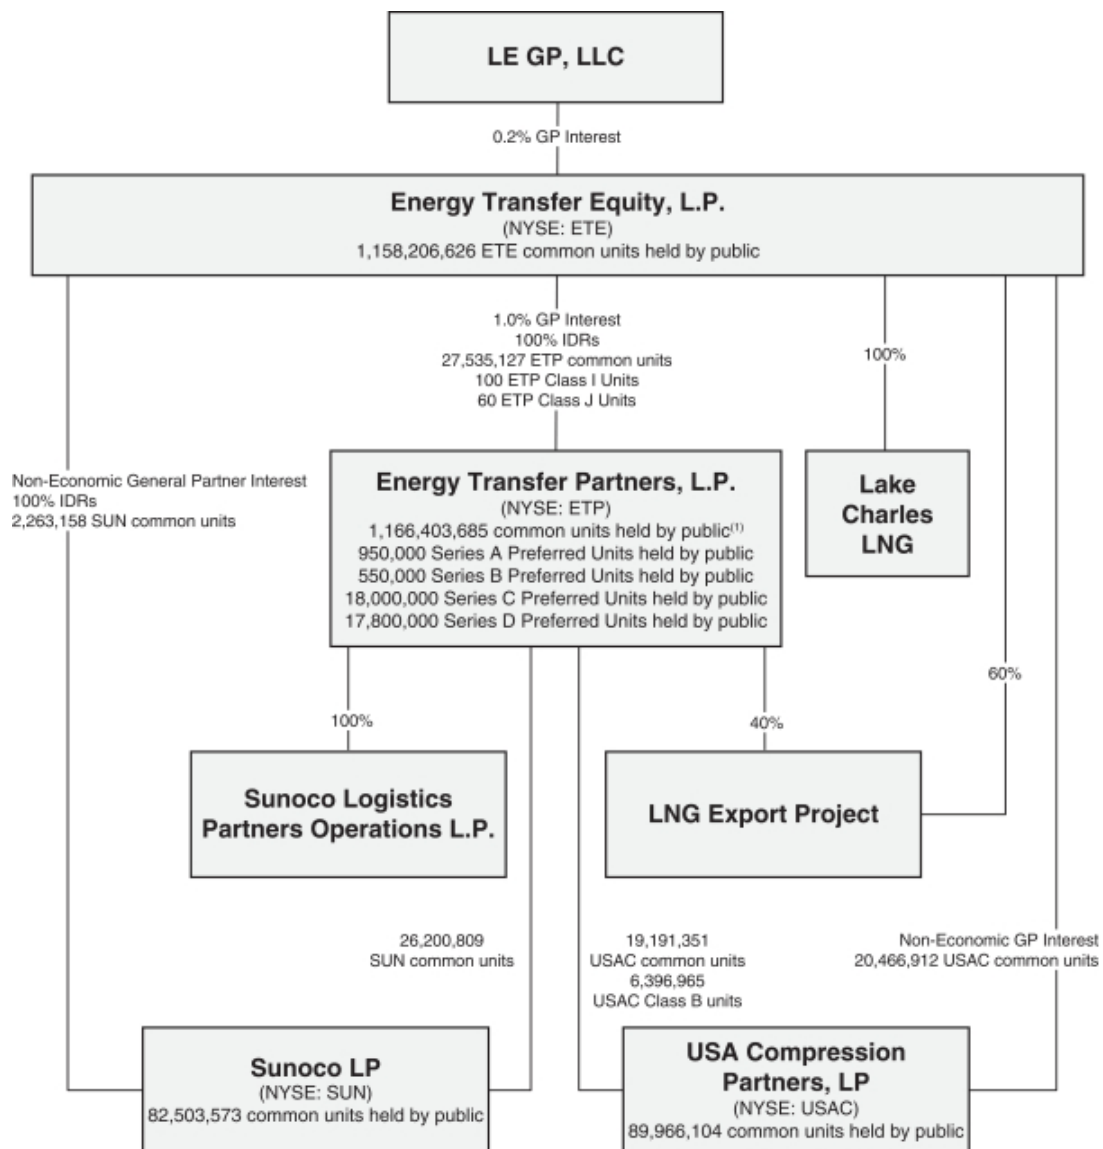 LE GP, LLC
0.2% GP Interest
Energy Transfer Equity, L.P.
(NYSE: ETE)
1,158,206,626 ETE common units held by public
1.0% GP Interest
100% IDRs
27,535,127 ETP common units
100 ETP Class I Units
60 ETP Class J Units
100%
Non-Economic General Partner Interest
100% IDRs
2,263,158 SUN common units
Energy Transfer Partners, L.P.
(NYSE: ETP)
1,166,403,685 common units held by public(1)
950,000 Series A Preferred Units held by public
550,000 Series B Preferred Units held by public
18,000,000 Series C Preferred Units held by public
17,800,000 Series D Preferred Units held by public
Lake
Charles
LNG
60%
100%
40%
Sunoco Logistics
Partners Operations L.P.
LNG Export Project
26,200,809
SUN common units
19,191,351
USAC common units
6,396,965
USAC Class B units
Non-Economic GP Interest
20,466,912 USAC common units
Sunoco LP
(NYSE: SUN)
82,503,573 common units held by public
USA Compression
Partners, LP
(NYSE: USAC)
89,966,104 common units held by public